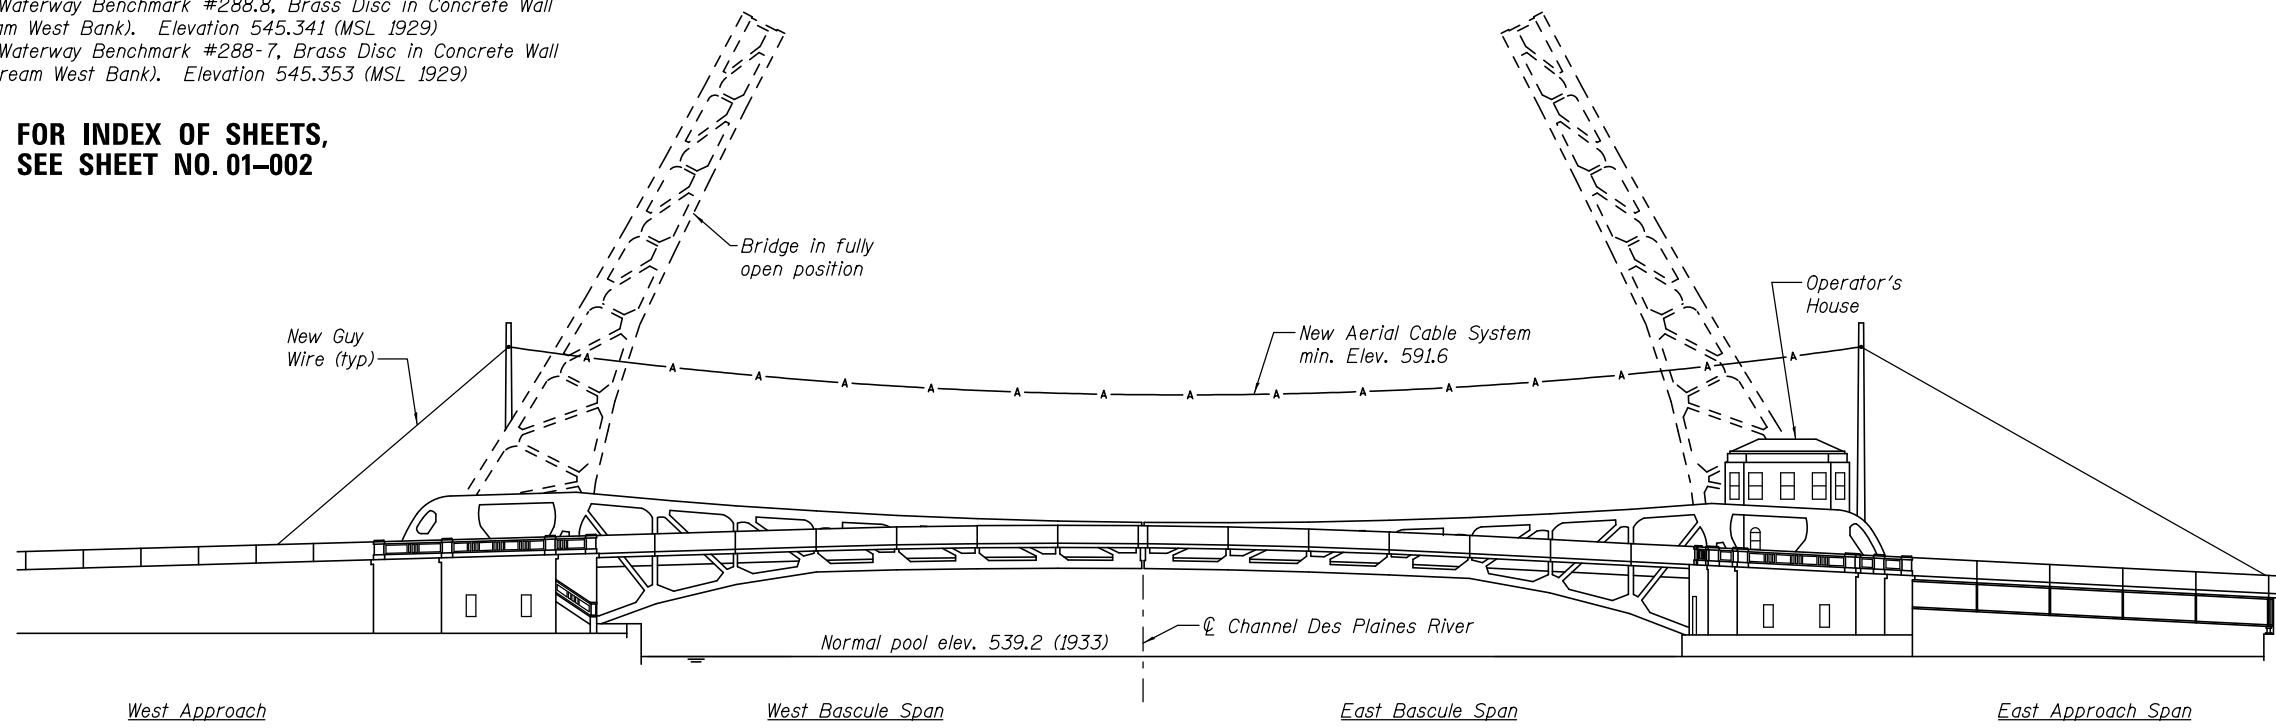 Waterway Benchmark #288.8, Brass Disc in Concrete Wall
am West Bank). Elevation 545.341 (MSL 1929)
Waterway Benchmark #288-7, Brass Disc in Concrete Wall
ream West Bank). Elevation 545.353 (MSL 1929)
FOR INDEX OF SHEETS,
SEE SHEET NO. 01–002
Bridge in fully
open position
Operator's
House
New Guy
Wire (typ)
New Aerial Cable System
min. Elev. 591.6
A A A A A A A A A A A A A A A
℄ Channel Des Plaines River
Normal pool elev. 539.2 (1933)
West Approach
West Bascule Span
East Bascule Span
East Approach Span